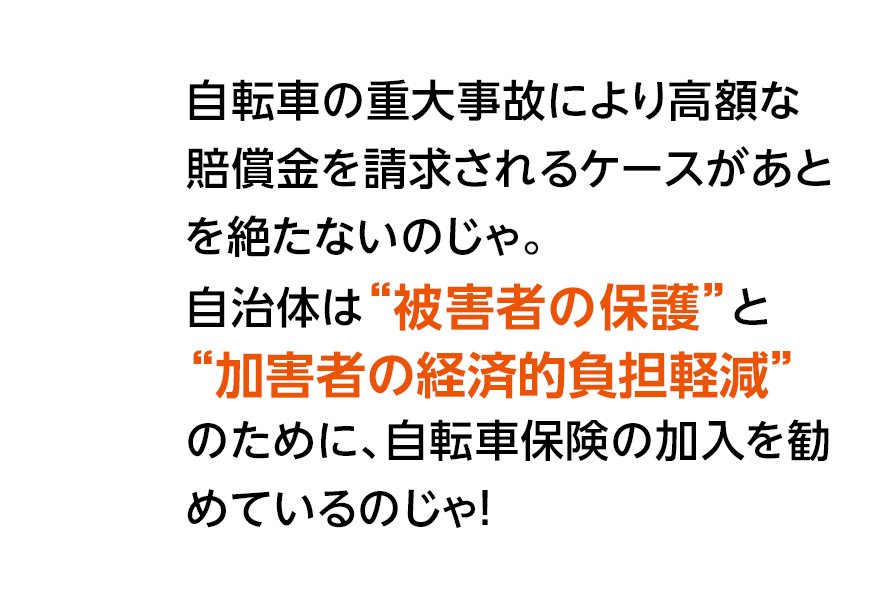 自転車の重大事故により高額な
賠償金を請求されるケースがあと
を絶たないのじゃ。
自治体は“被害者の保護”と
“加害者の経済的負担軽減”
のために、自転車保険の加入を勧
めているのじゃ!